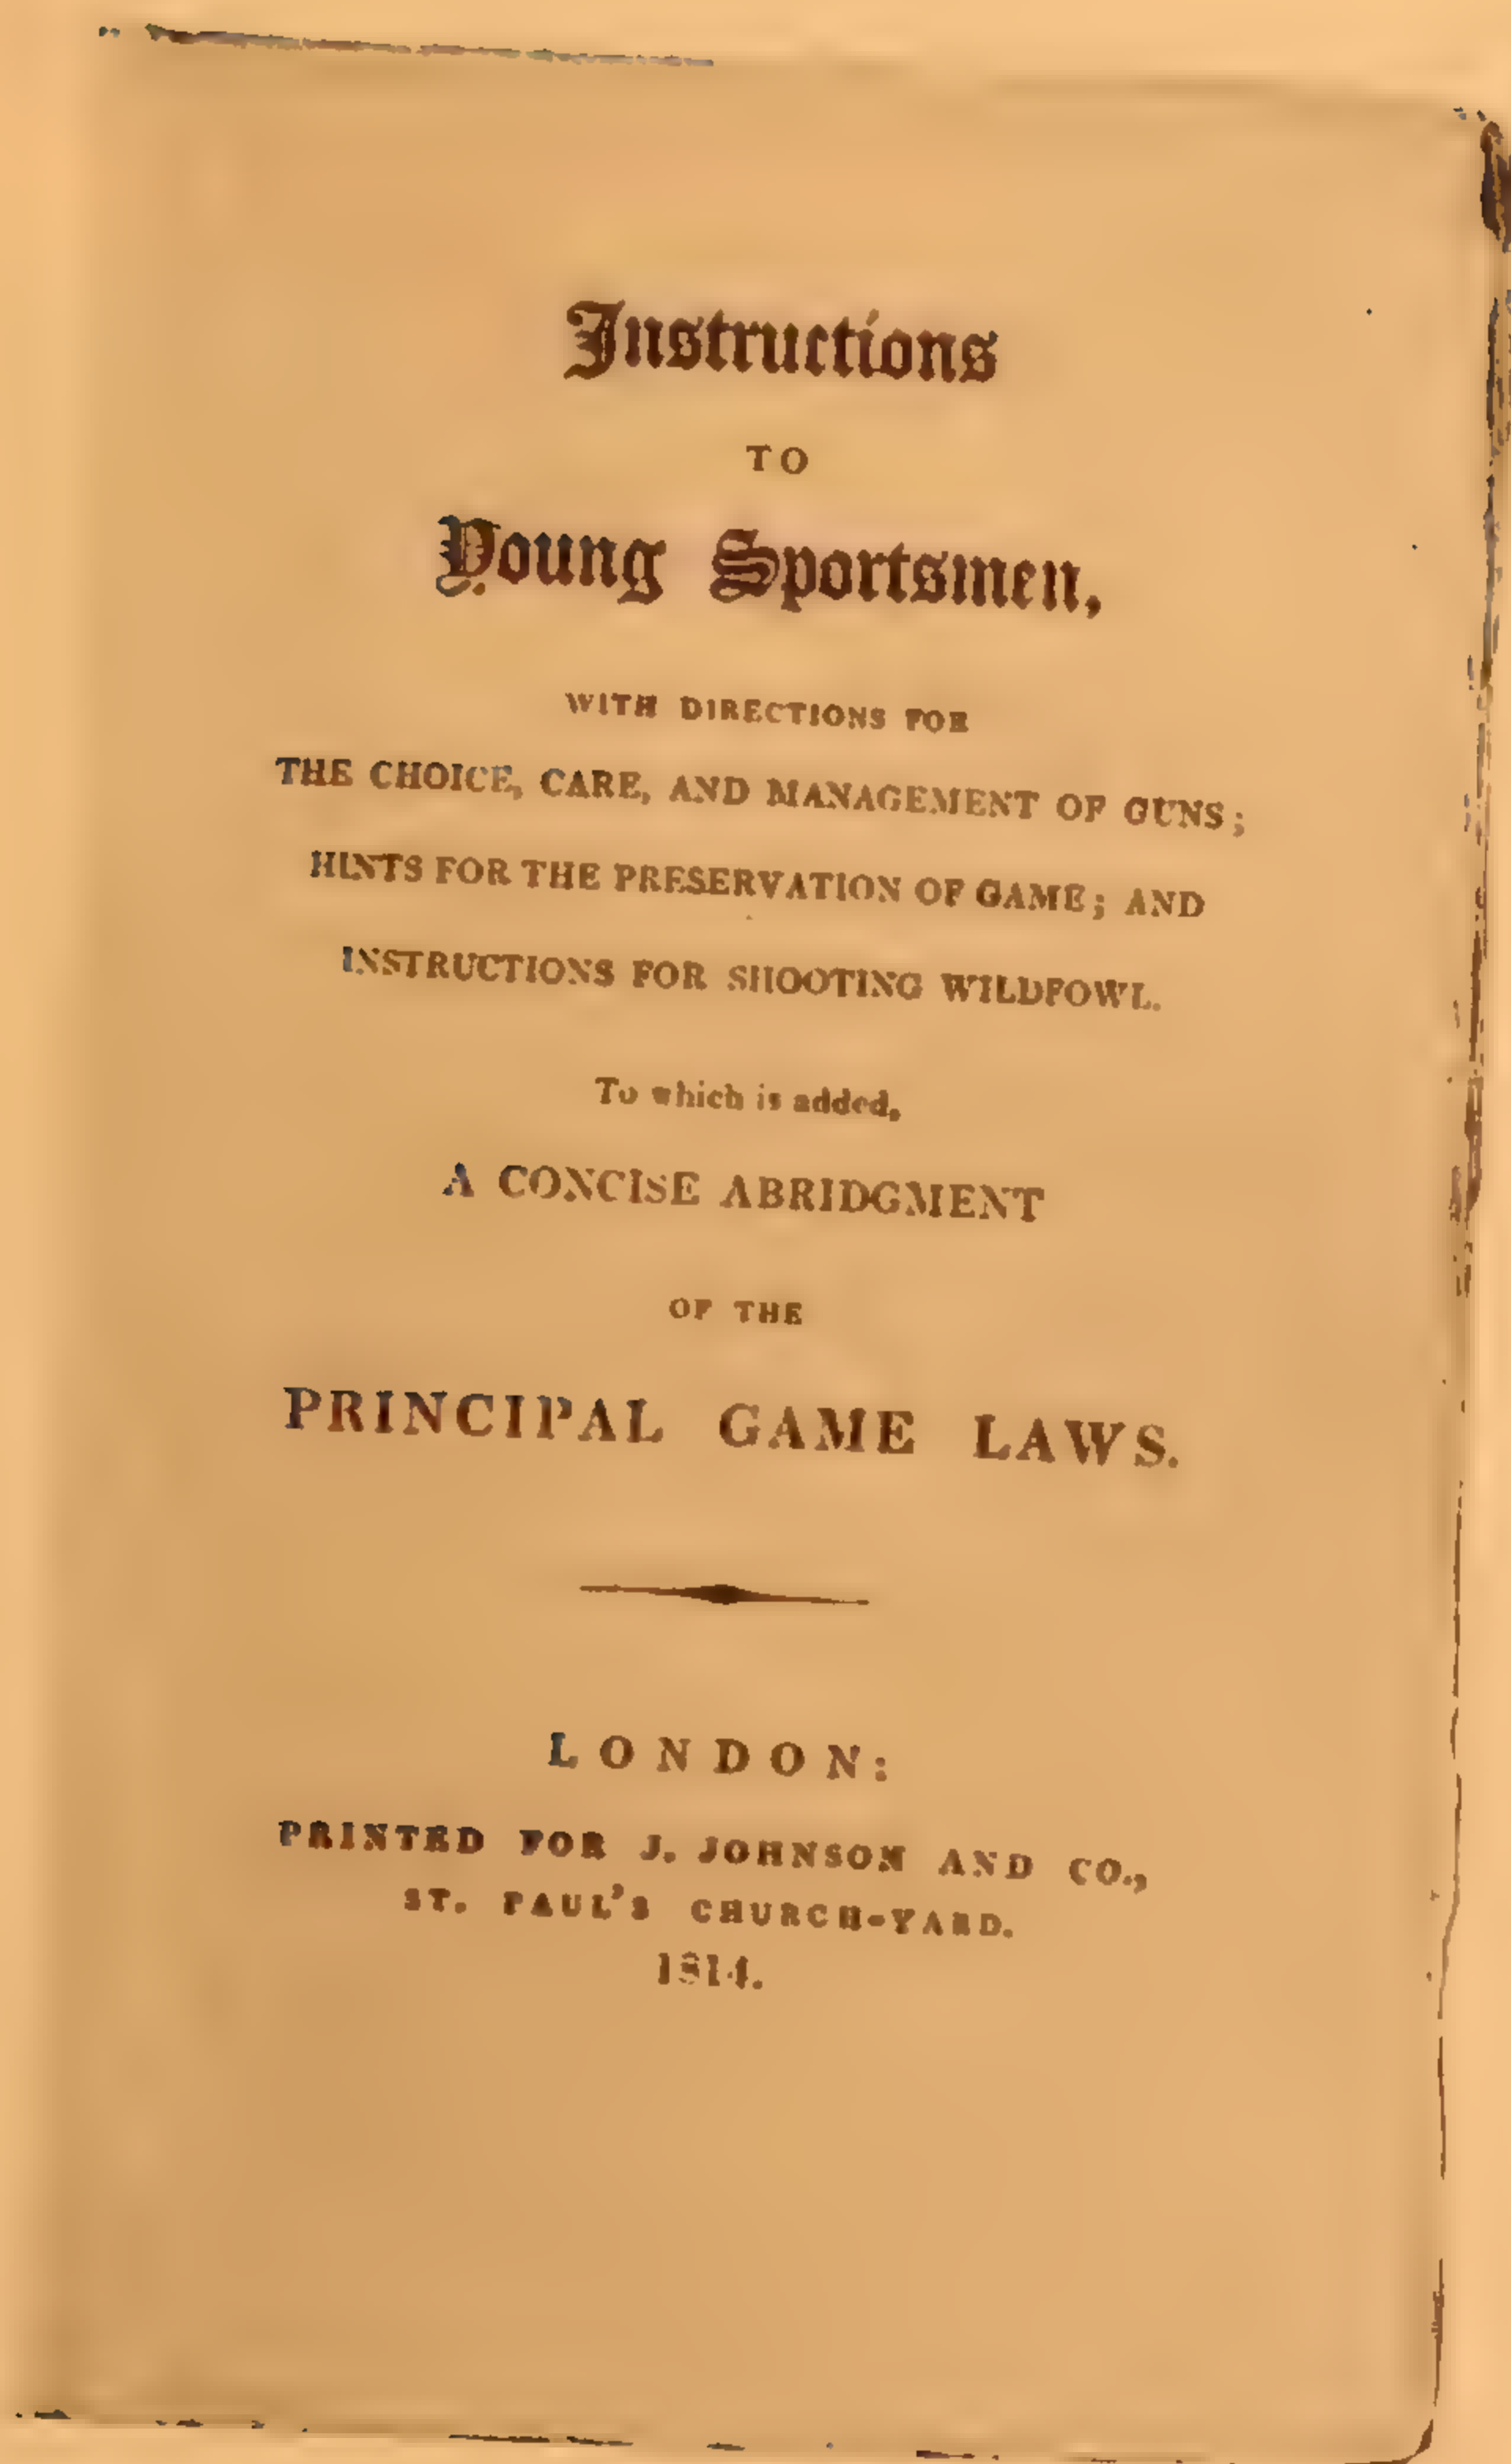 Instructions
TO
Young Sportsmen,
WITH DIRECTIONS FOR
THE CHOICE, CARE, AND MANAGEMENT OF GUNS;
HINTS FOR THE PRESERVATION OF GAME; AND
INSTRUCTIONS FOR SHOOTING WILDFOWL.
To which is added,
A CONCISE ABRIDGMENT
OF THE
PRINCIPAL GAME LAWS.
LONDON:
PRINTED FOR J. JOHNSON AND CO.,
ST. PAUL'S CHURCH-YARD.
1814.